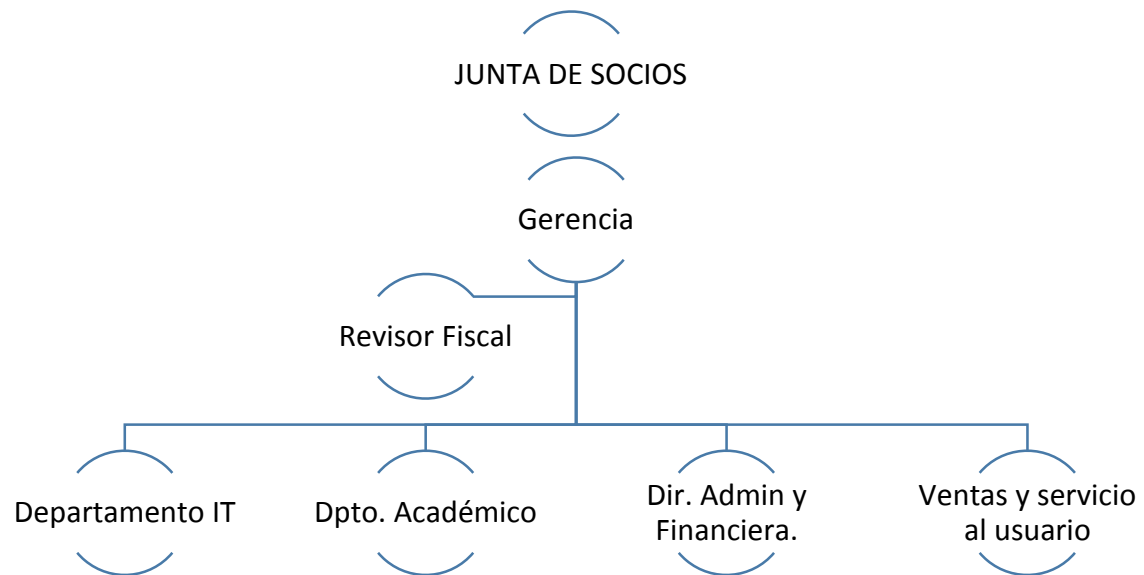 JUNTA DE SOCIOS
Gerencia
Revisor Fiscal
Departamento IT
Dpto. Académico
Dir. Admin y
Financiera.
Ventas y servicio
al usuario